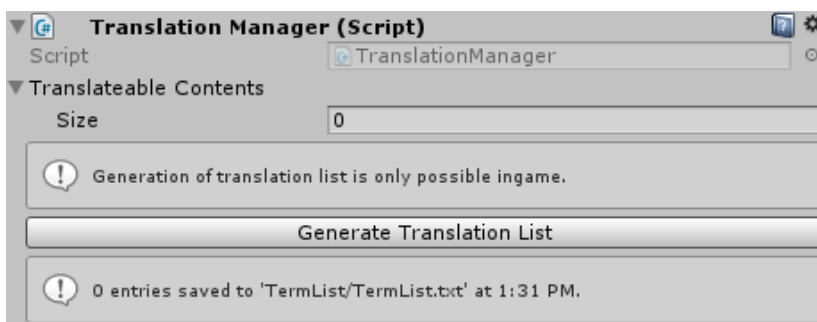 Translation Manager (Script)
Script TranslationManager
Translateable Contents
Size 0
Generation of translation list is only possible ingame.
Generate Translation List
0 entries saved to 'TermList/TermList.txt' at 1:31 PM.